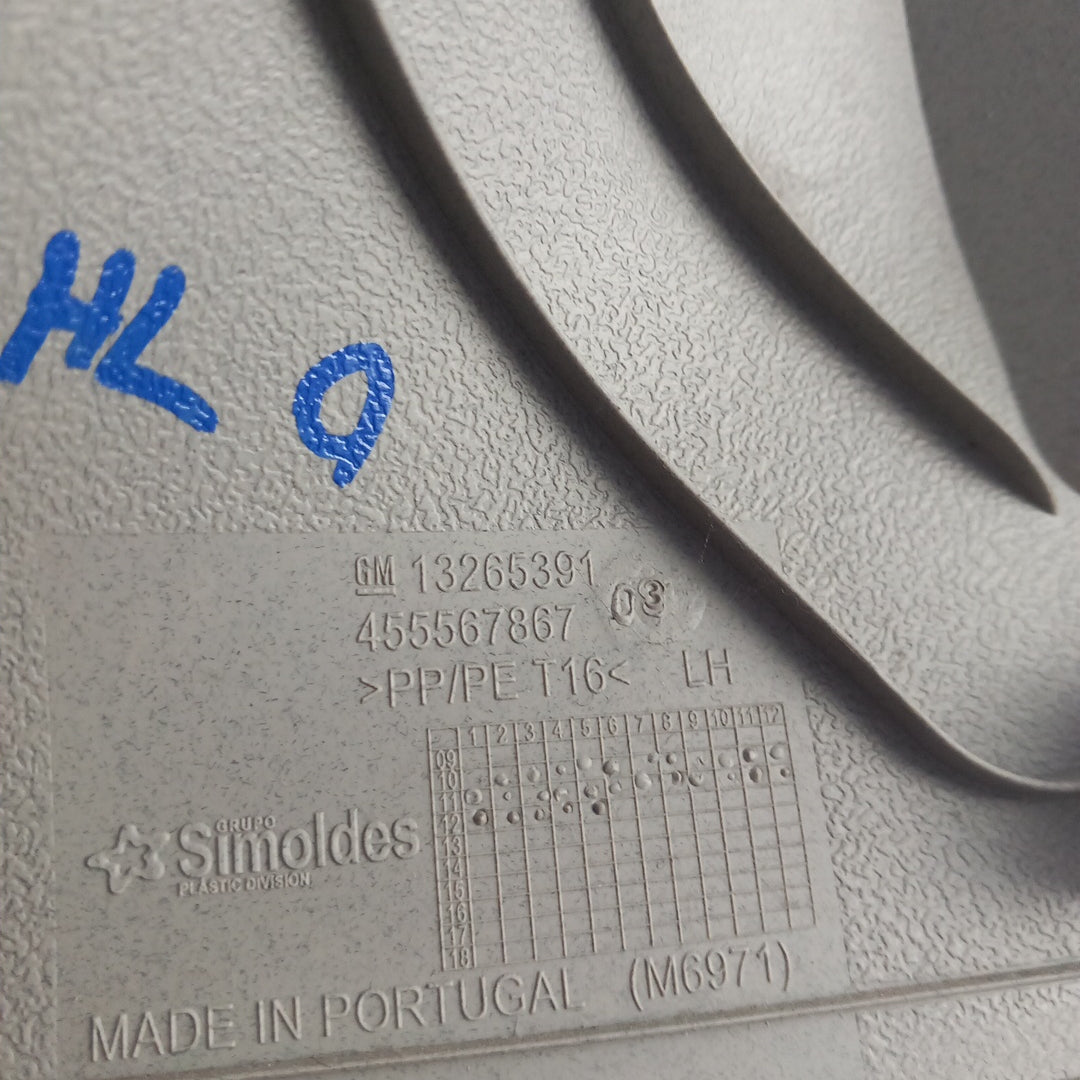 HL
GM 13265391
455567867 03
>PP/PE T16< LH
1 2 3 4 5 6 7 8 9 10 11 12
09
10
11
12
13
14
15
16
17
18
GRUPO
Simoldes
PLASTIC DIVISION
MADE IN PORTUGAL (M6971)